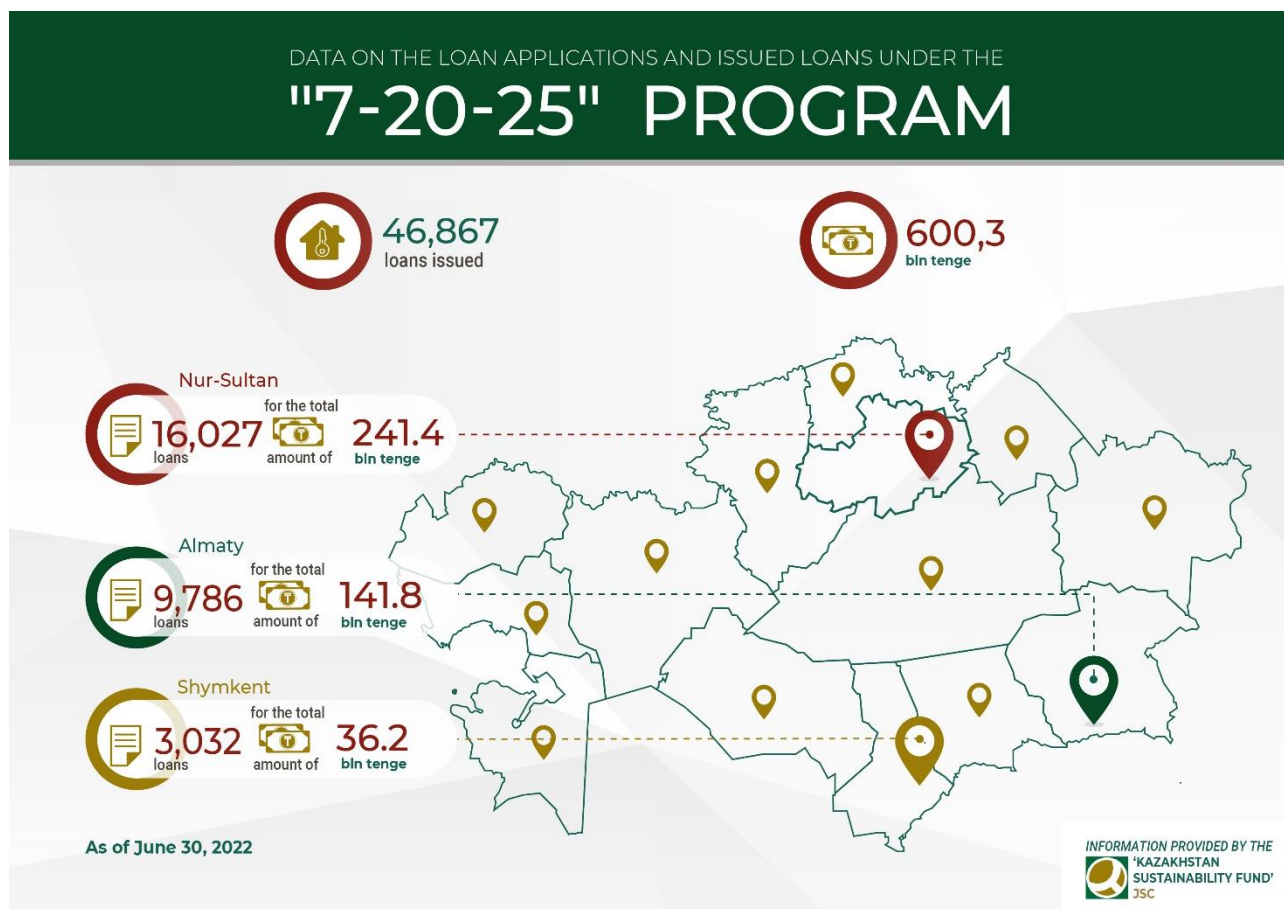 DATA ON THE LOAN APPLICATIONS AND ISSUED LOANS UNDER THE
"7-20-25" PROGRAM
46,867
loans issued
600,3
bln tenge
Nur-Sultan
16,027
loans
for the total
amount of
241.4
bln tenge
Almaty
9,786
loans
for the total
amount of
141.8
bln tenge
Shymkent
3,032
loans
for the total
amount of
36.2
bln tenge
As of June 30, 2022
INFORMATION PROVIDED BY THE
'KAZAKHSTAN
SUSTAINABILITY FUND'
JSC